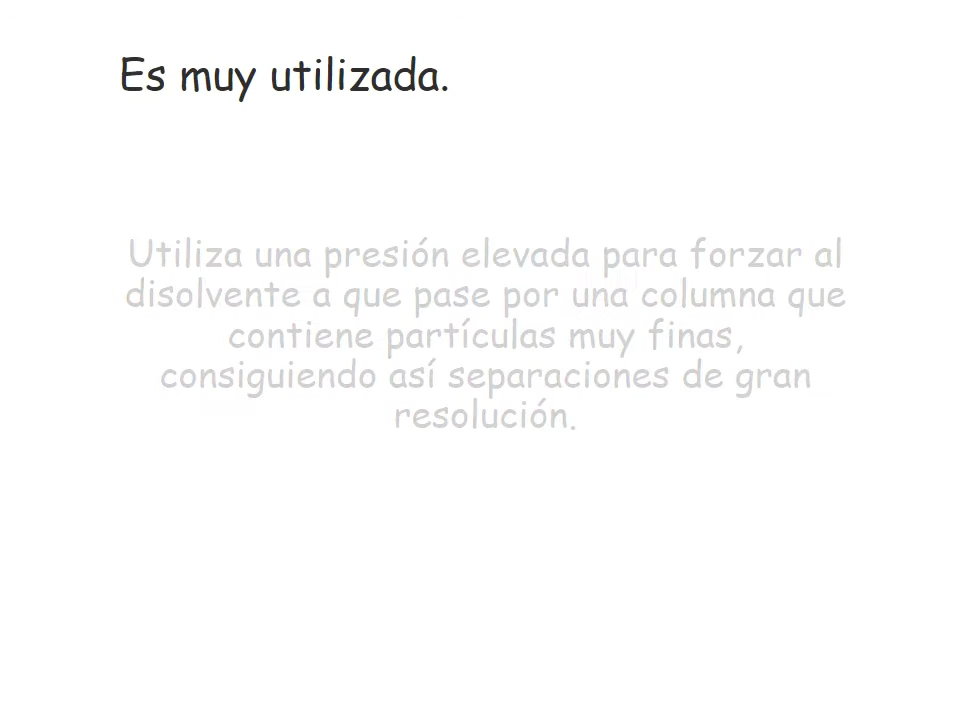 Es muy utilizada.
Utiliza una presión elevada para forzar al
disolvente a que pase por una columna que
contiene partículas muy finas,
consiguiendo así separaciones de gran
resolución.